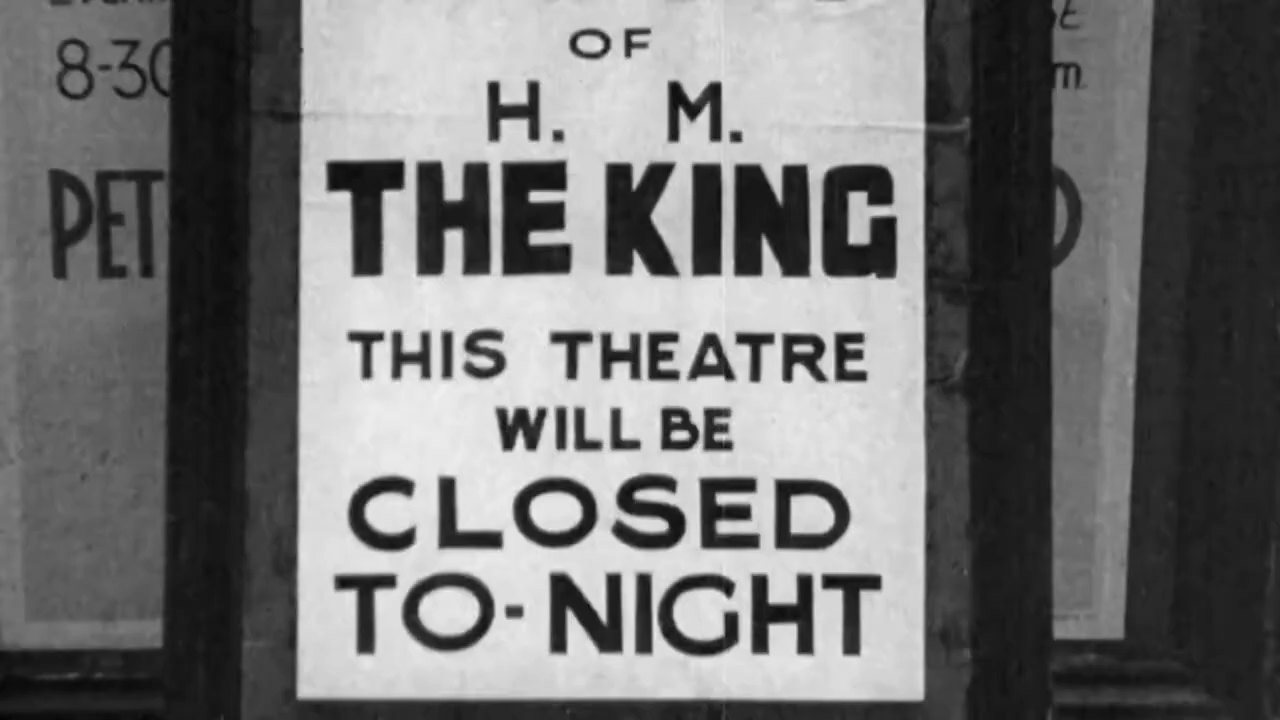 OF
H. M.
THE KING
THIS THEATRE
WILL BE
CLOSED
TO-NIGHT
8-30
PET